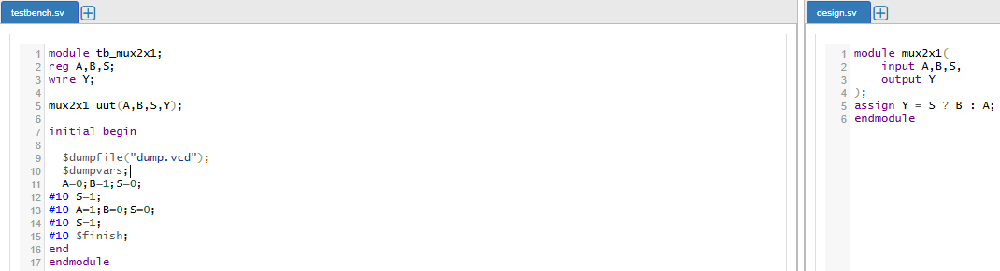 testbench.sv
1 module tb_mux2x1;
2 reg A,B,S;
3 wire Y;
4
5 mux2x1 uut(A,B,S,Y);
6
7 initial begin
8
9   $dumpfile("dump.vcd");
10   $dumpvars;
11   A=0;B=1;S=0;
12 #10 S=1;
13 #10 A=1;B=0;S=0;
14 #10 S=1;
15 #10 $finish;
16 end
17 endmodule
design.sv
1 module mux2x1(
2     input A,B,S,
3     output Y
4 );
5 assign Y = S ? B : A;
6 endmodule